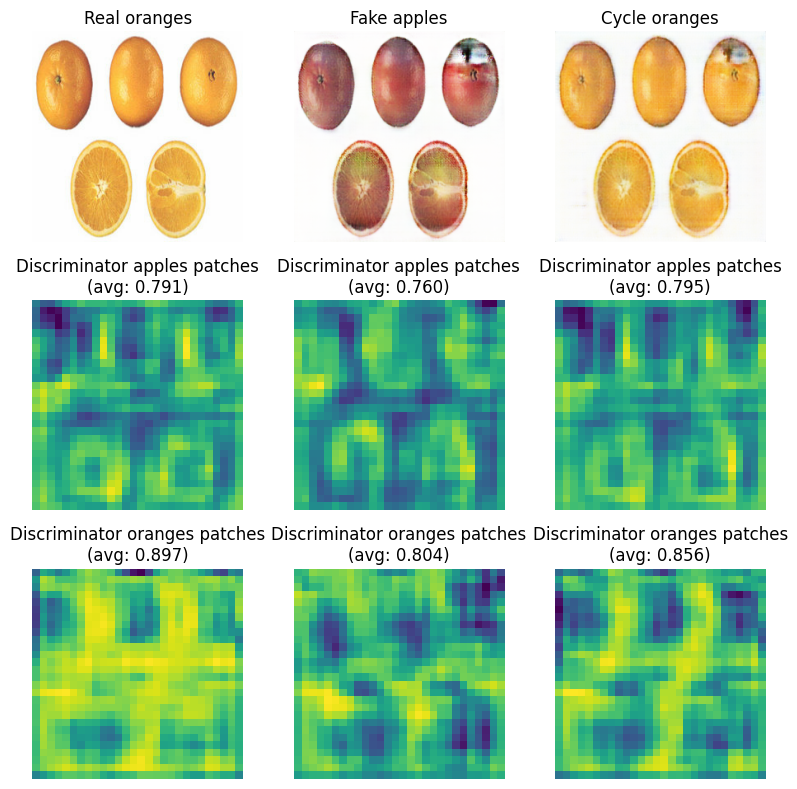 Real oranges
Fake apples
Cycle oranges
Discriminator apples patches
(avg: 0.791)
Discriminator apples patches
(avg: 0.760)
Discriminator apples patches
(avg: 0.795)
Discriminator oranges patches
(avg: 0.897)
Discriminator oranges patches
(avg: 0.804)
Discriminator oranges patches
(avg: 0.856)